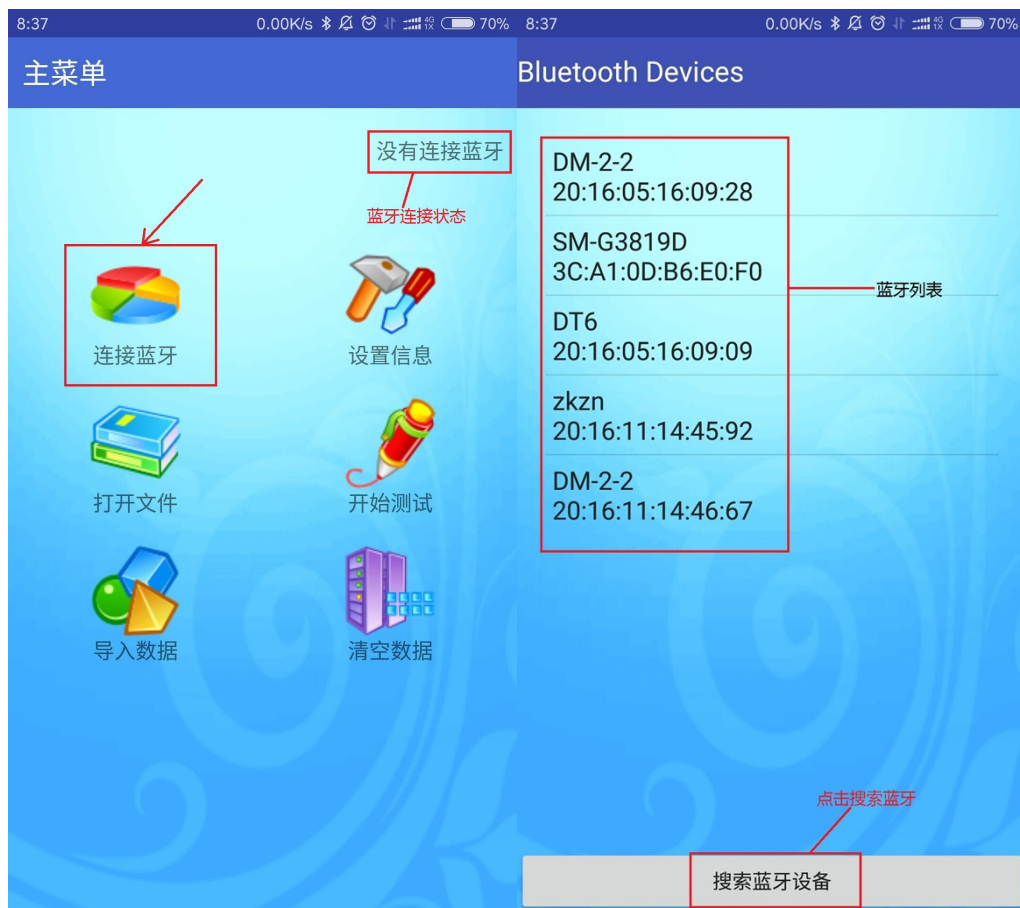 8:37
0.00K/s
4G
1X
70%
主菜单
没有连接蓝牙
蓝牙连接状态
连接蓝牙
设置信息
打开文件
开始测试
导入数据
清空数据
8:37
0.00K/s
4G
1X
70%
Bluetooth Devices
DM-2-2
20:16:05:16:09:28
SM-G3819D
3C:A1:0D:B6:E0:F0
蓝牙列表
DT6
20:16:05:16:09:09
zkzn
20:16:11:14:45:92
DM-2-2
20:16:11:14:46:67
点击搜索蓝牙
搜索蓝牙设备